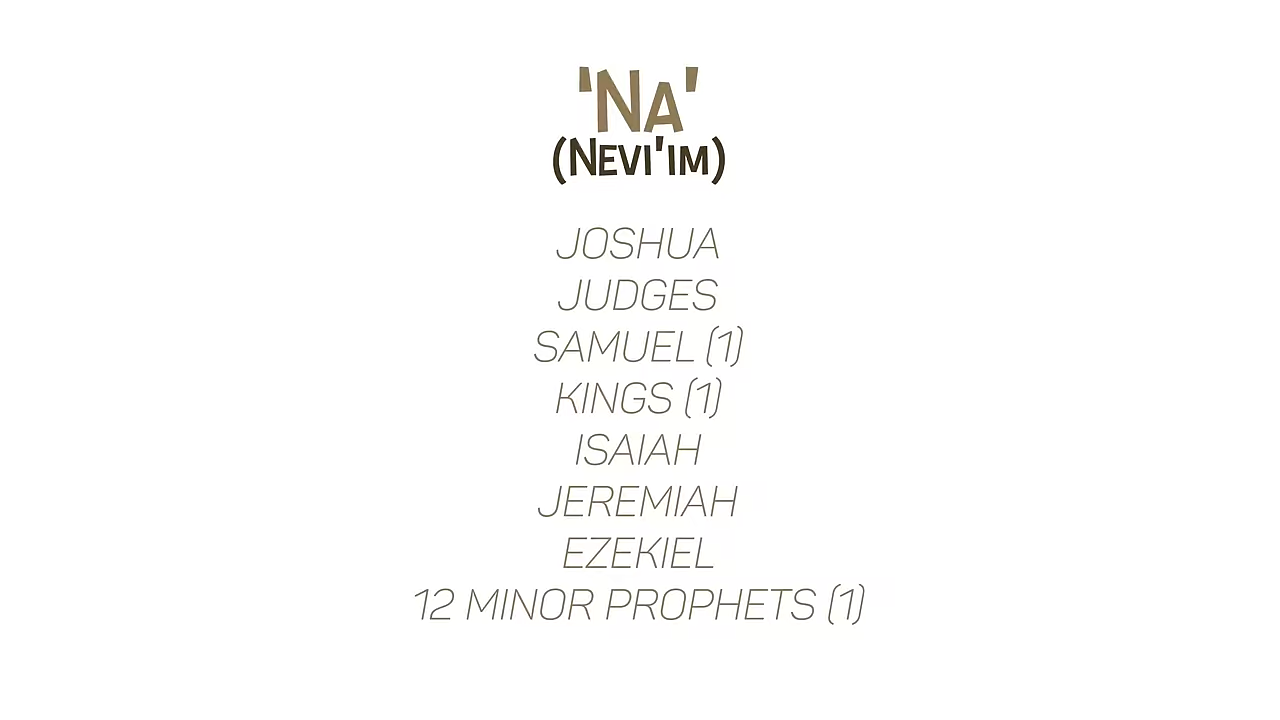 'NA'
(NEVI'IM)
JOSHUA
JUDGES
SAMUEL (1)
KINGS (1)
ISAIAH
JEREMIAH
EZEKIEL
12 MINOR PROPHETS (1)